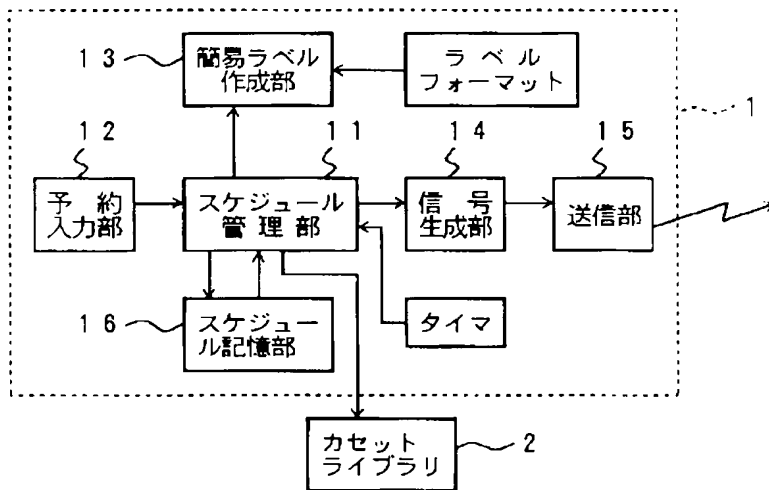 １３
簡易ラベル
作成部
ラベル
フォーマット
１
１２
予約
入力部
１１
スケジュール
管理部
１４
信号
生成部
１５
送信部
１６
スケジュー
ル記憶部
タイマ
カセット
ライブラリ
２